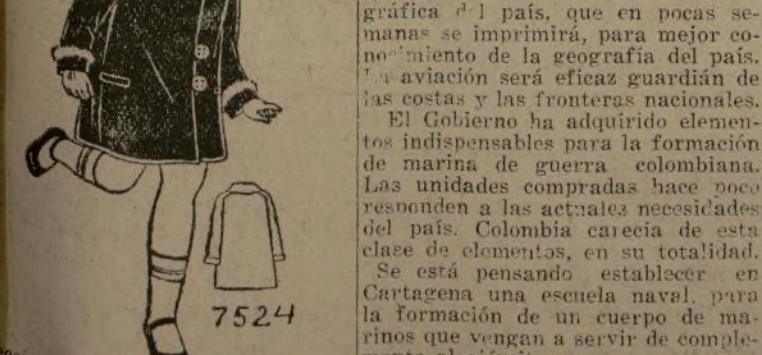 7524
gráfica del país, que en pocas se-
manas se imprimirá, para mejor co-
nocimiento de la geografía del país.
La aviación será eficaz guardián de
las costas y las fronteras nacionales.
El Gobierno ha adquirido elemen-
tos indispensables para la formación
de marina de guerra colombiana.
Las unidades compradas hace poco
responden a las actuales necesidades
del país. Colombia carecia de esta
clase de elementos, en su totalidad.
Se está pensando establecer en
Cartagena una escuela naval, para
la formación de un cuerpo de ma-
rinos que vengan a servir de comple-